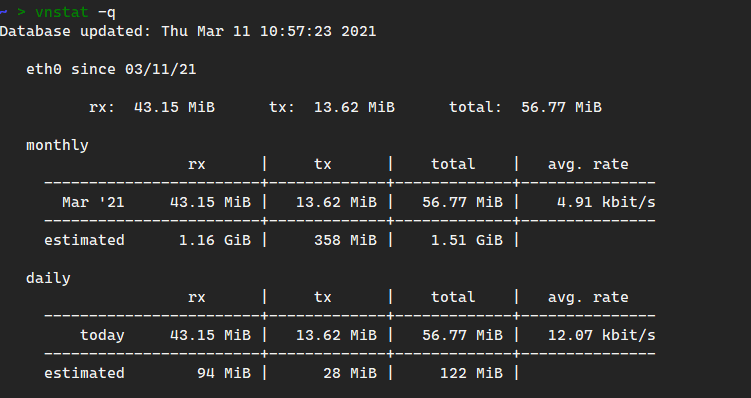 ~ > vnstat -q
Database updated: Thu Mar 11 10:57:23 2021
eth0 since 03/11/21
rx:  43.15 MiB      tx:  13.62 MiB      total:  56.77 MiB
monthly
rx      |     tx      |    total    |   avg. rate
------------------------+-------------+-------------+---------------
Mar '21     43.15 MiB |   13.62 MiB |   56.77 MiB |    4.91 kbit/s
------------------------+-------------+-------------+---------------
estimated      1.16 GiB |     358 MiB |    1.51 GiB |
daily
rx      |     tx      |    total    |   avg. rate
------------------------+-------------+-------------+---------------
today     43.15 MiB |   13.62 MiB |   56.77 MiB |   12.07 kbit/s
------------------------+-------------+-------------+---------------
estimated        94 MiB |      28 MiB |     122 MiB |